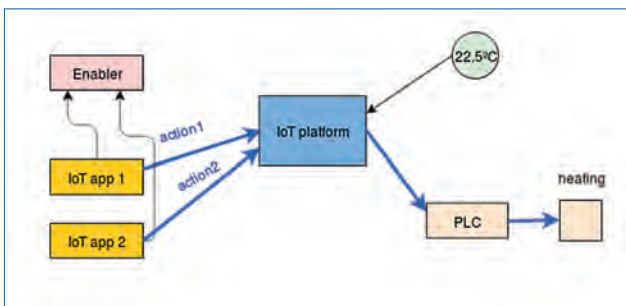 22.5ºC
Enabler
action1
IoT platform
IoT app 1
action2
heating
PLC
IoT app 2